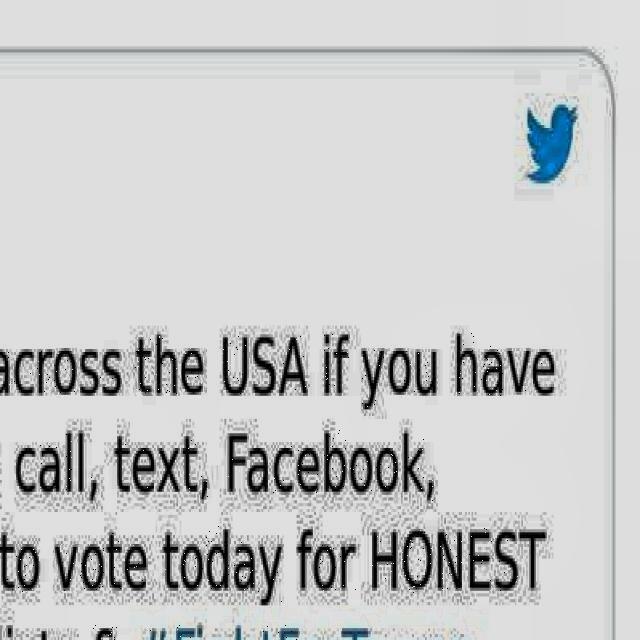 across the USA if you have
call, text, Facebook,
to vote today for HONEST